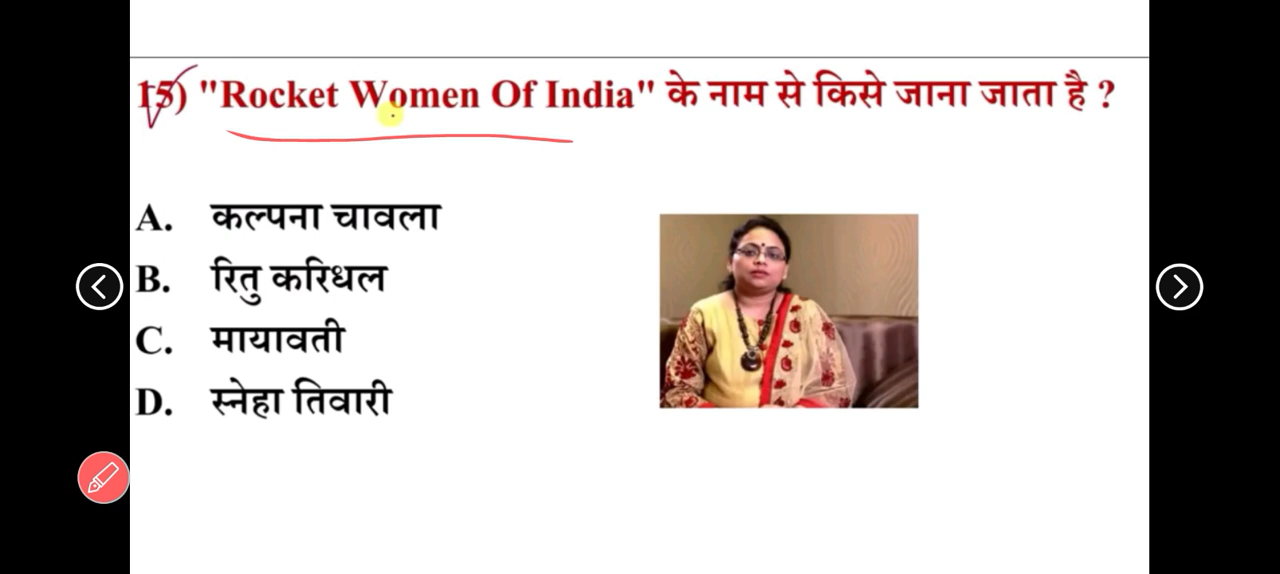 15) "Rocket Women Of India" के नाम से किसे जाना जाता है ?
A. कल्पना चावला
B. रितु करिधल
C. मायावती
D. स्नेहा तिवारी